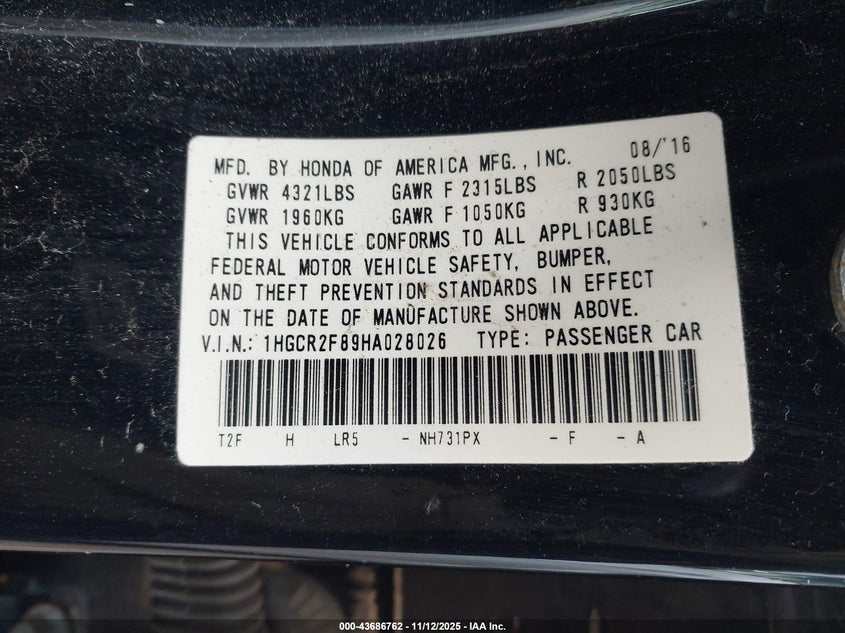 MFD. BY HONDA OF AMERICA MFG., INC. 08/'16
GVWR 4321LBS GAWR F 2315LBS R 2050LBS
GVWR 1960KG GAWR F 1050KG R 930KG
THIS VEHICLE CONFORMS TO ALL APPLICABLE
FEDERAL MOTOR VEHICLE SAFETY, BUMPER,
AND THEFT PREVENTION STANDARDS IN EFFECT
ON THE DATE OF MANUFACTURE SHOWN ABOVE.
V.I.N.: 1HGCR2F89HA028026 TYPE: PASSENGER CAR
T2F H LR5 - NH731PX - F - A
000-43686762 - 11/12/2025 - IAA Inc.